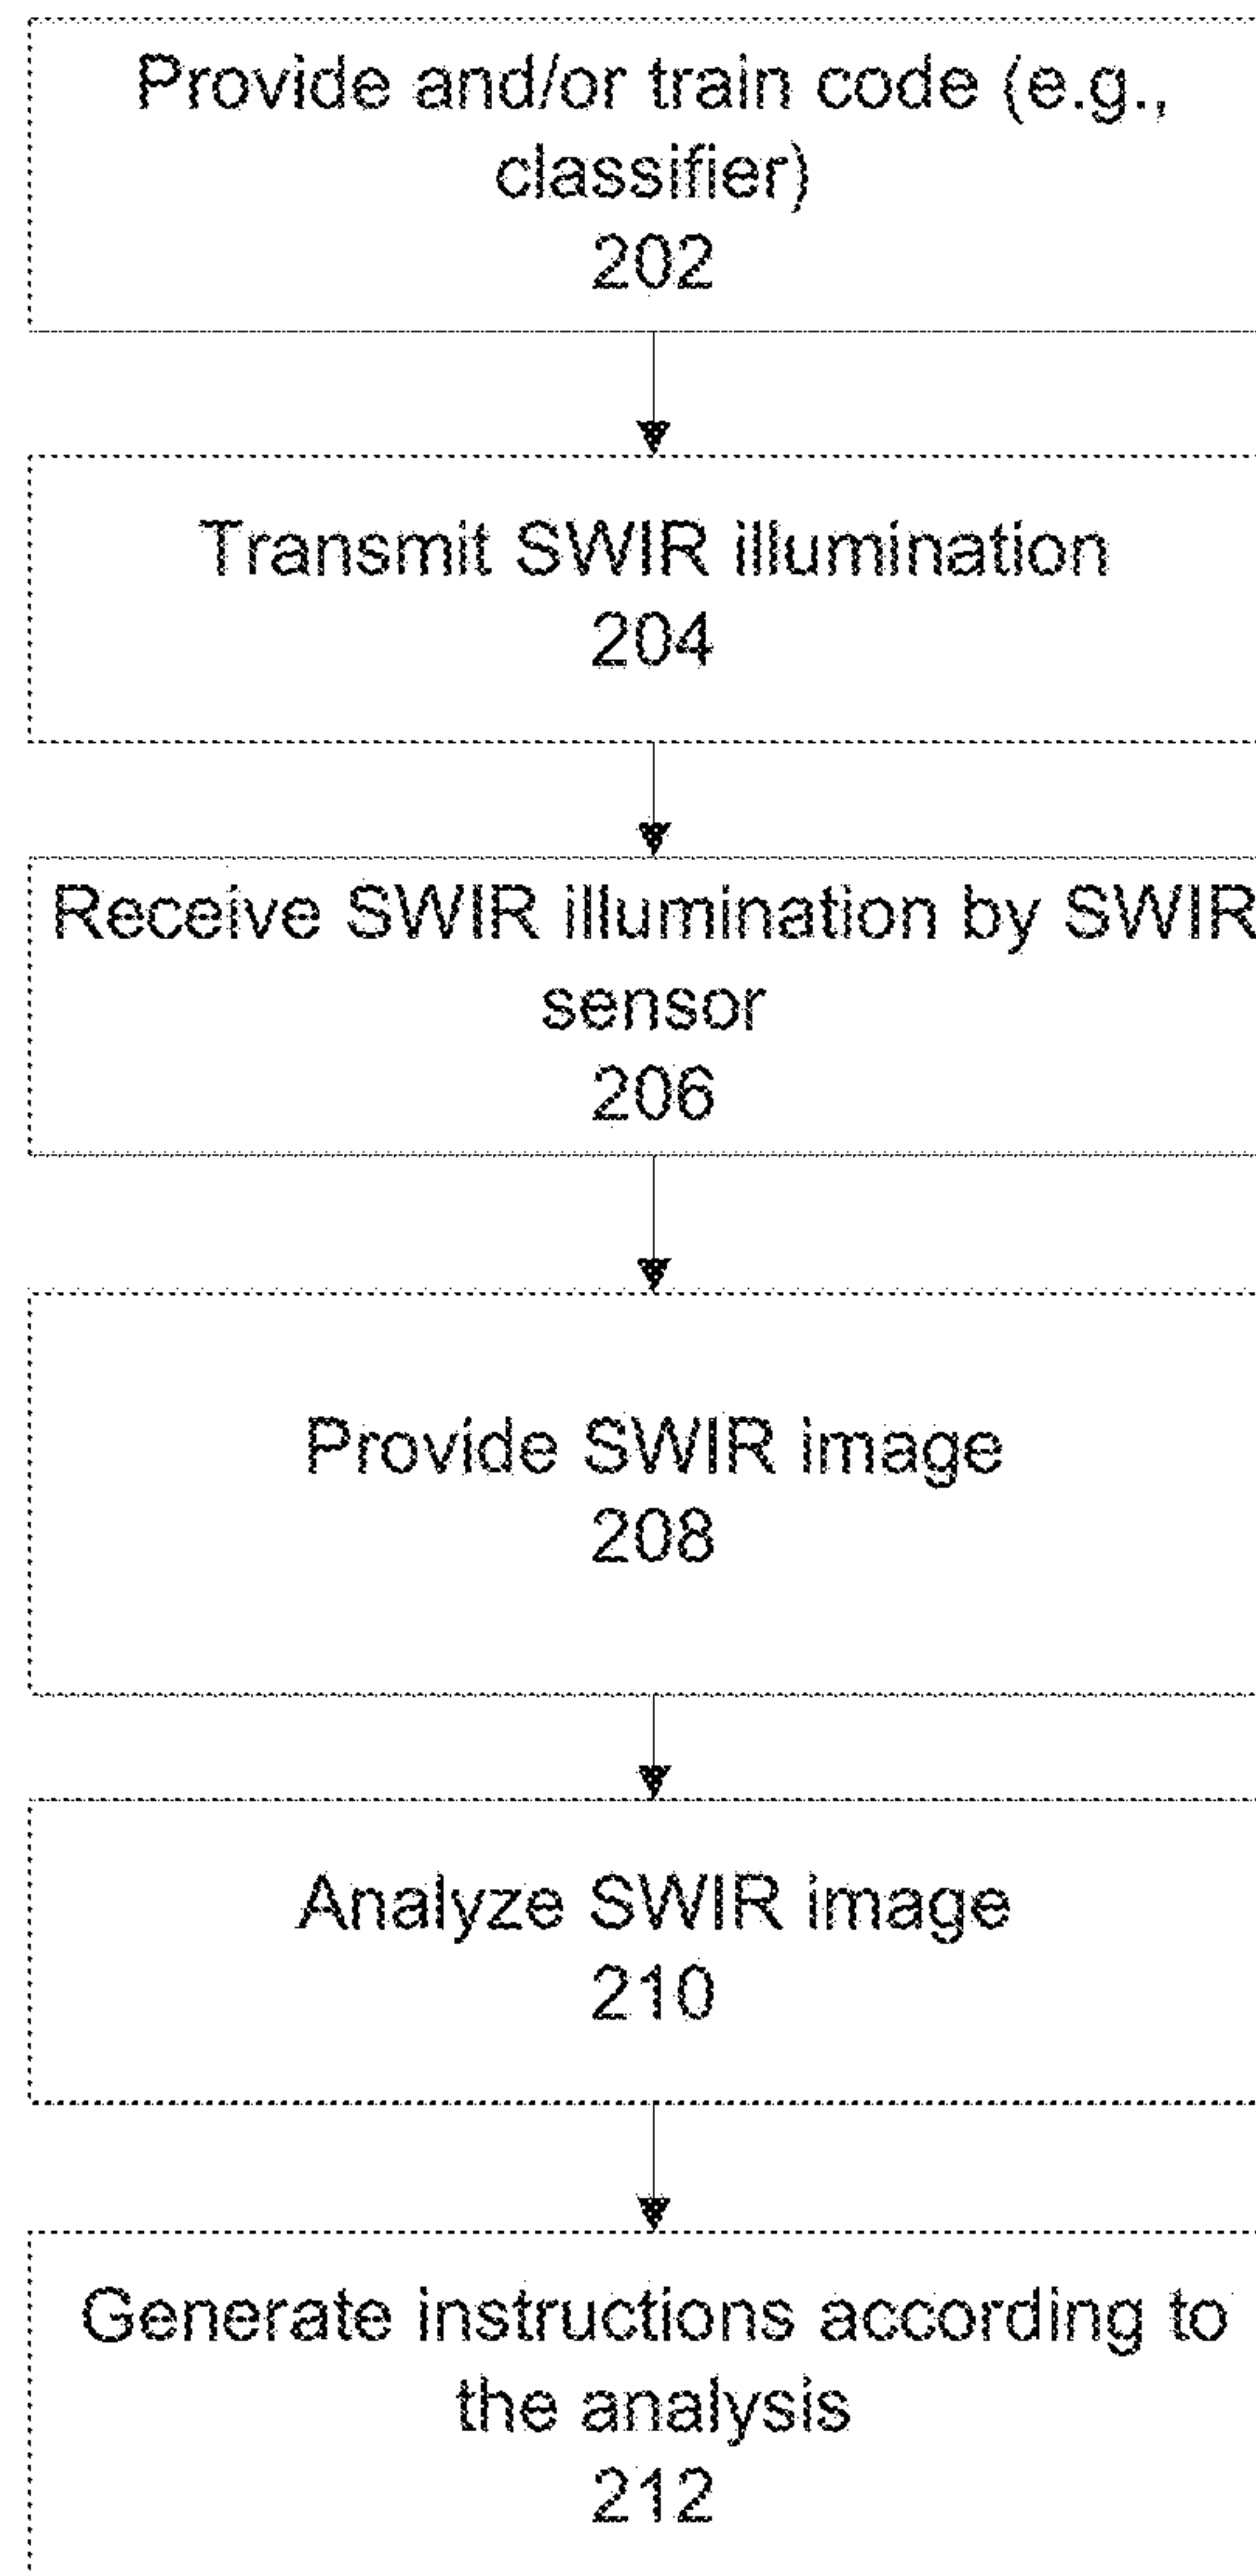 Provide and/or train code (e.g.,
classifier)
202
Transmit SWIR illumination
204
Receive SWIR illumination by SWIR
sensor
206
Provide SWIR image
208
Analyze SWIR image
210
Generate instructions according to
the analysis
212